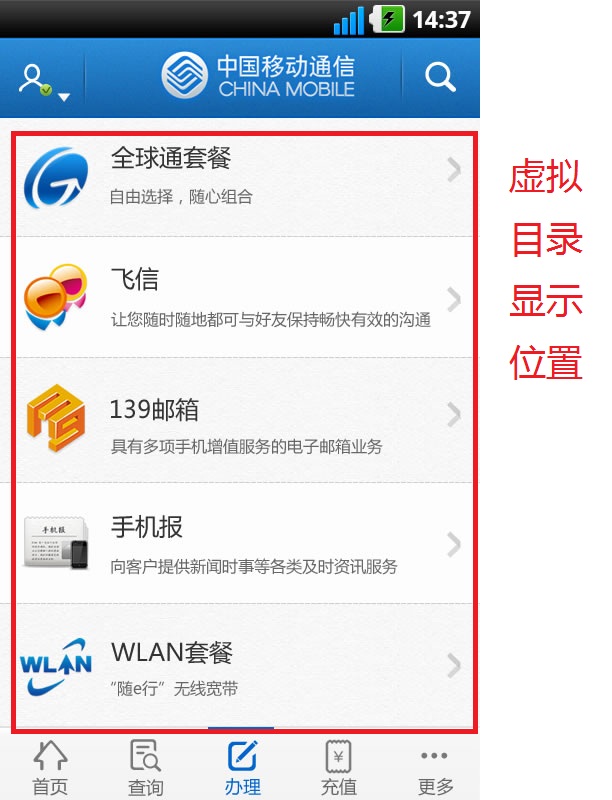 14:37
中国移动通信
CHINA MOBILE
全球通套餐
自由选择，随心组合
飞信
让您随时随地都可与好友保持畅快有效的沟通
139邮箱
具有多项手机增值服务的电子邮箱业务
手机报
手机报
向客户提供新闻时事等各类及时资讯服务
WLAN
WLAN套餐
“随e行”无线宽带
首页
查询
办理
充值
更多
虚拟
目录
显示
位置